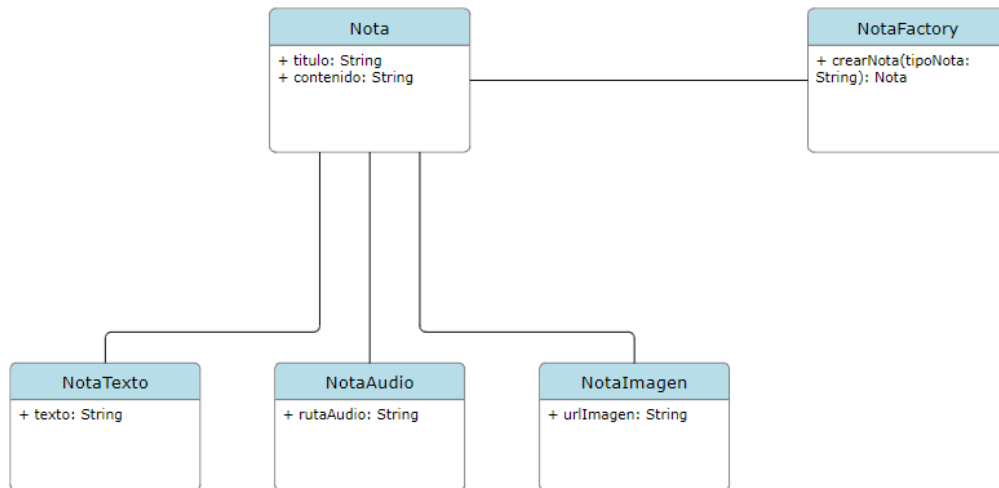 Nota
+ titulo: String
+ contenido: String
NotaFactory
+ crearNota(tipoNota:
String): Nota
NotaTexto
+ texto: String
NotaAudio
+ rutaAudio: String
NotaImagen
+ urlImagen: String